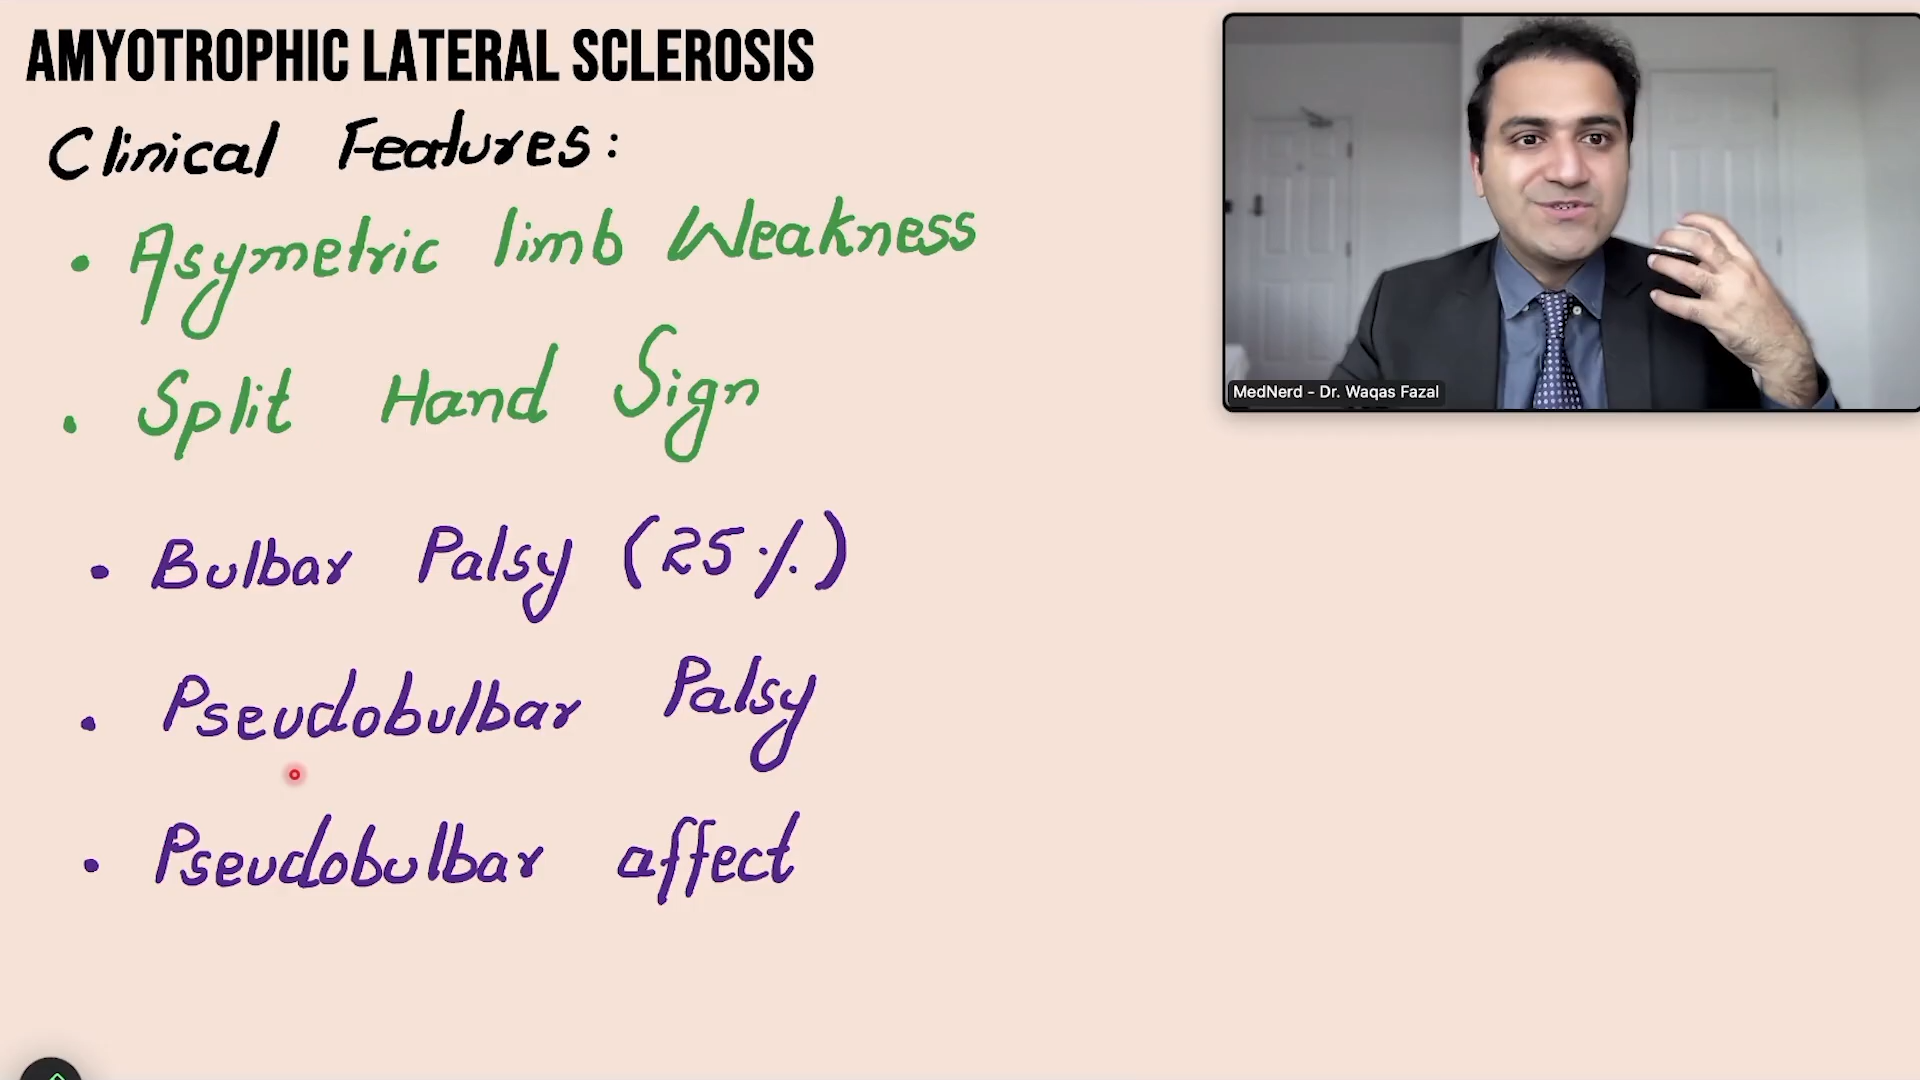 AMYOTROPHIC LATERAL SCLEROSIS
Clinical Features:
• Asymetric limb Weakness
• Split Hand Sign
• Bulbar Palsy (25%)
• Pseudobulbar Palsy
• Pseudobulbar affect
MedNerd - Dr. Waqas Fazal